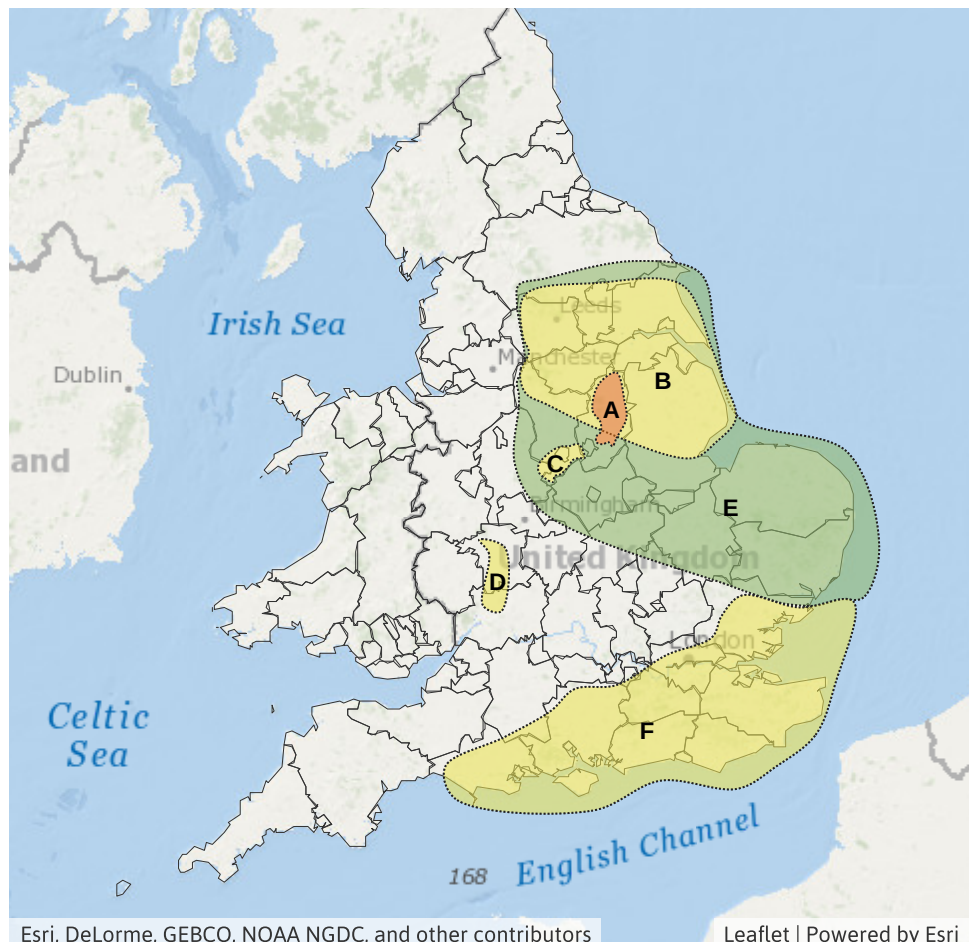 Leeds
Irish Sea
Manchester
Dublin
B
A
and
C
E
Birmingham
United Kingdom
D
London
Celtic
Sea
F
English Channel
168
Esri, DeLorme, GEBCO, NOAA NGDC, and other contributors
Leaflet | Powered by Esri